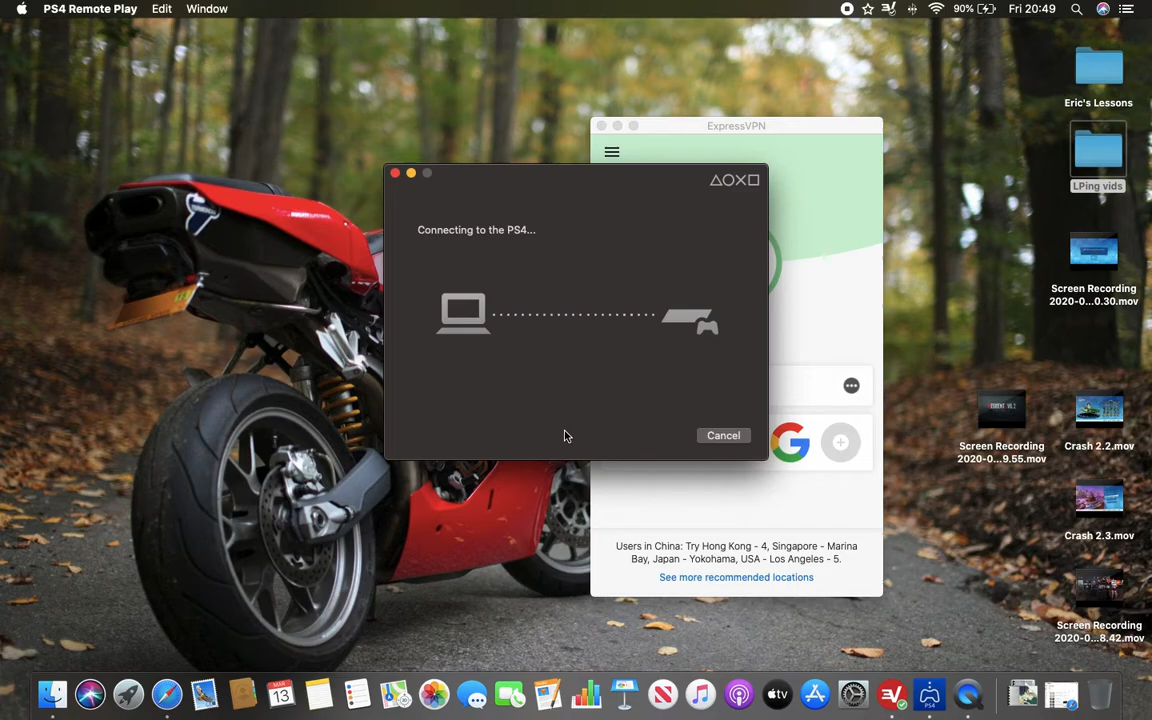 PS4 Remote Play Edit Window 90% Fri 20:49
Eric's Lessons
ExpressVPN
LPing vids
Connecting to the PS4...
Screen Recording
2020-0...0.30.mov
Cancel
Screen Recording
2020-0...9.55.mov
Crash 2.2.mov
Crash 2.3.mov
Users in China: Try Hong Kong - 4, Singapore - Marina
Bay, Japan - Yokohama, USA - Los Angeles - 5.
See more recommended locations
Screen Recording
2020-0...8.42.mov
MAR
13
tv
PS4